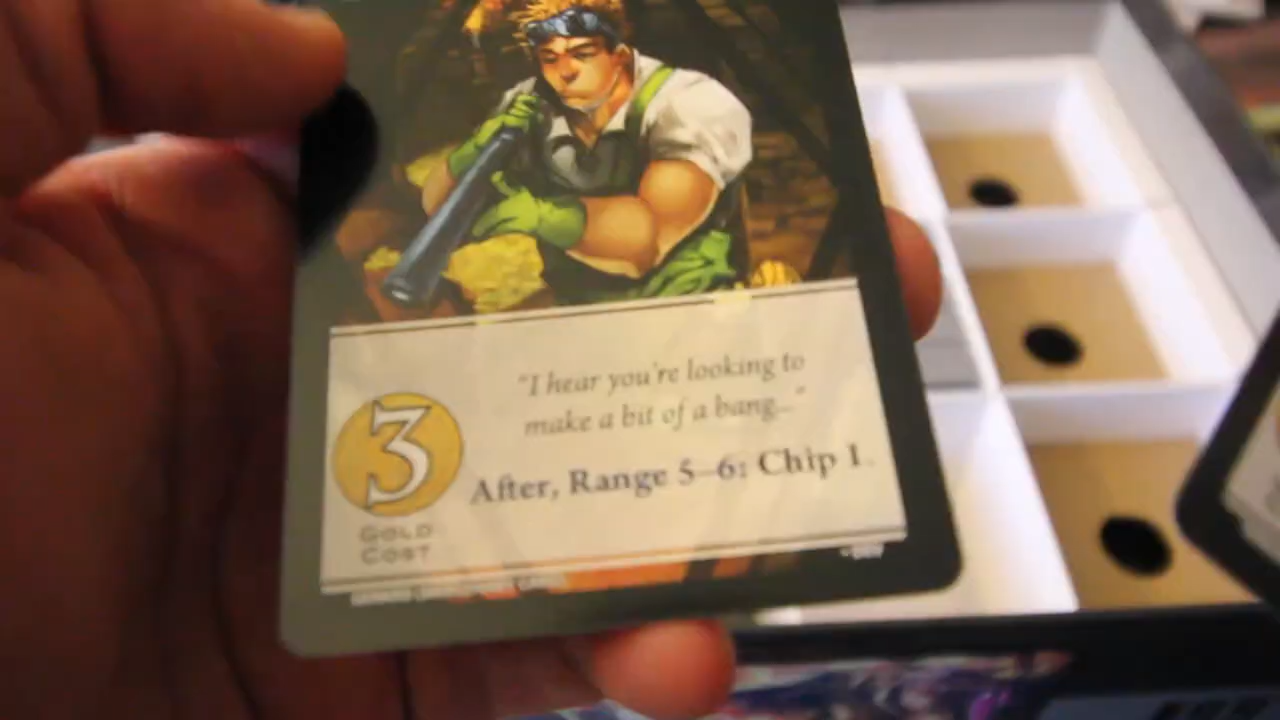 "I hear you're looking to
make a bit of a bang..."
3
After, Range 5–6: Chip 1.
GOLD
COST